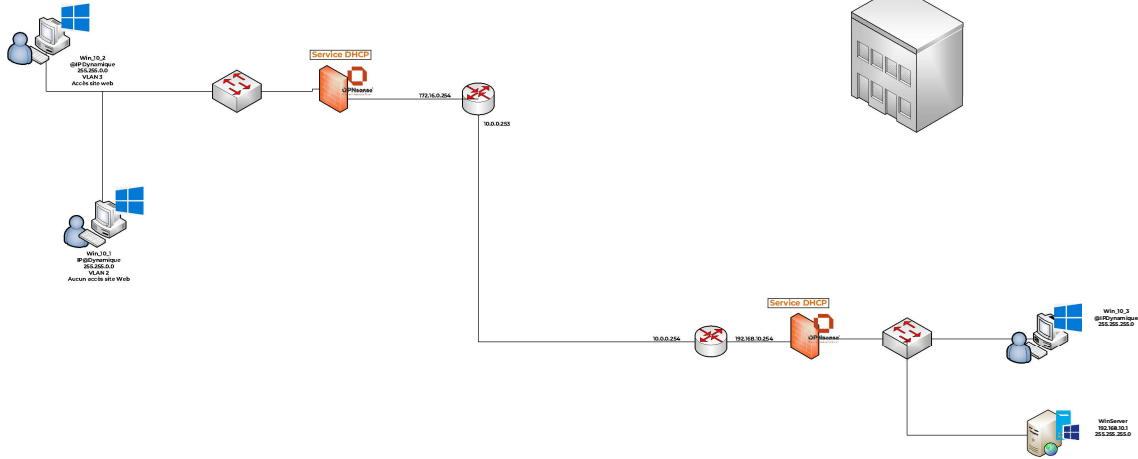 Win_10_2
@IPDynamique
255.255.0.0
VLAN 3
Accès site web
Service DHCP
OPNsense
172.16.0.254
10.0.0.253
Win_10_1
IP@Dynamique
255.255.0.0
VLAN 2
Aucun accès site Web
Service DHCP
OPNsense
10.0.0.254
192.168.10.254
Win_10_3
@IPDynamique
255.255.255.0
WinServer
192.168.10.1
255.255.255.0